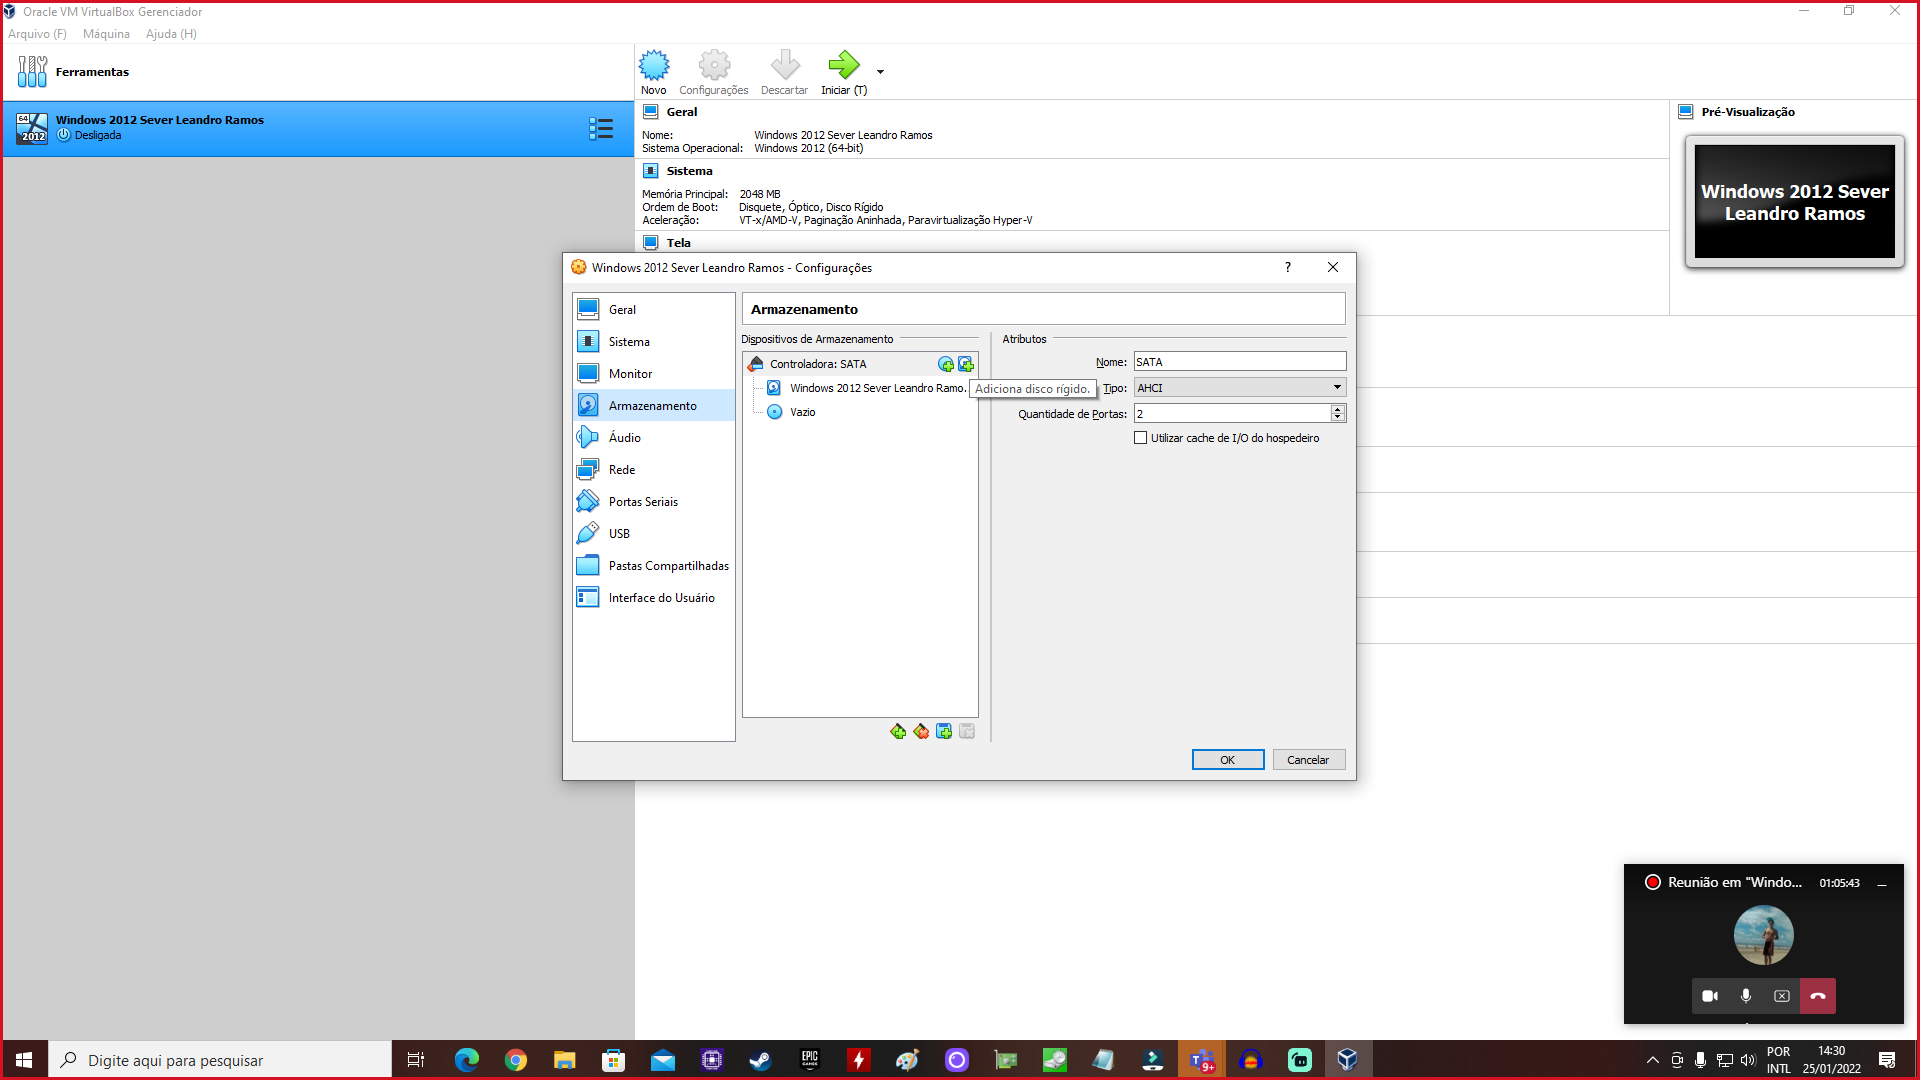 Oracle VM VirtualBox Gerenciador
Arquivo (F) Máquina Ajuda (H)
Ferramentas
Novo Configurações Descartar Iniciar (T)
64
2012
Windows 2012 Sever Leandro Ramos
Desligada
Geral
Nome: Windows 2012 Sever Leandro Ramos
Sistema Operacional: Windows 2012 (64-bit)
Sistema
Memória Principal: 2048 MB
Ordem de Boot: Disquete, Óptico, Disco Rígido
Aceleração: VT-x/AMD-V, Paginação Aninhada, Paravirtualização Hyper-V
Tela
Pré-Visualização
Windows 2012 Sever
Leandro Ramos
Windows 2012 Sever Leandro Ramos - Configurações
?
Geral
Sistema
Monitor
Armazenamento
Áudio
Rede
Portas Seriais
USB
Pastas Compartilhadas
Interface do Usuário
Armazenamento
Dispositivos de Armazenamento
Controladora: SATA
Windows 2012 Sever Leandro Ramo.
Vazio
Adiciona disco rígido.
Atributos
Nome: SATA
Tipo: AHCI
Quantidade de Portas: 2
Utilizar cache de I/O do hospedeiro
OK Cancelar
Reunião em "Windo... 01:05:43
Digite aqui para pesquisar
EPIC
GAMES
9+
POR
INTL
14:30
25/01/2022